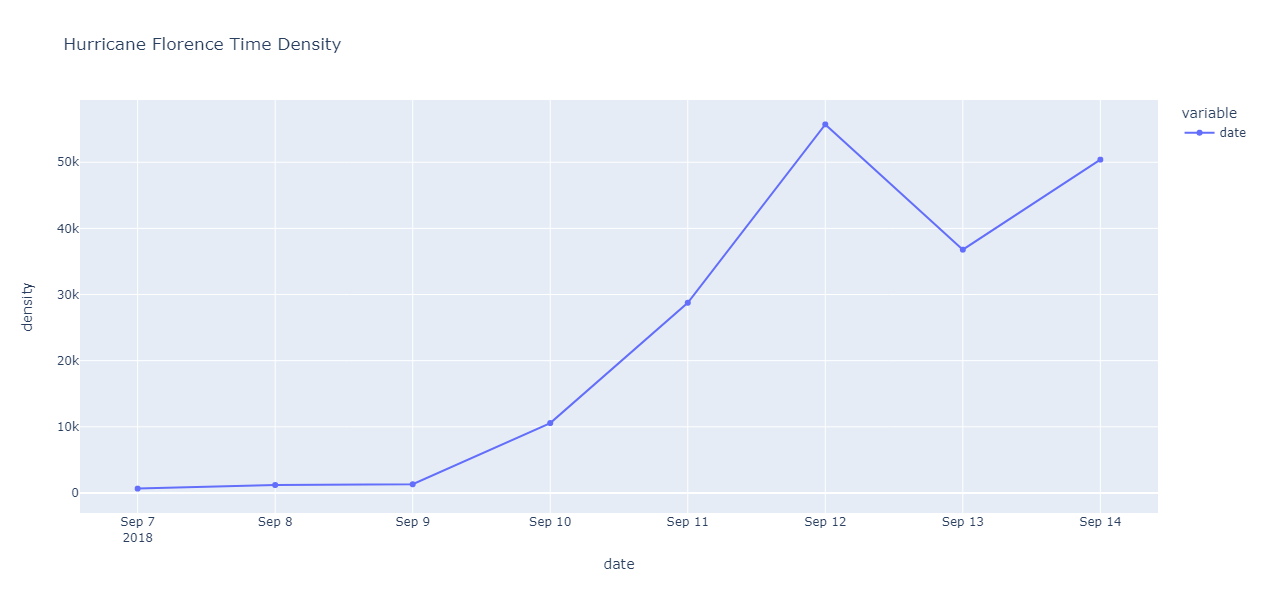 Hurricane Florence Time Density
variable
date
50k
40k
30k
20k
10k
0
density
Sep 7 Sep 8 Sep 9 Sep 10 Sep 11 Sep 12 Sep 13 Sep 14
2018
date